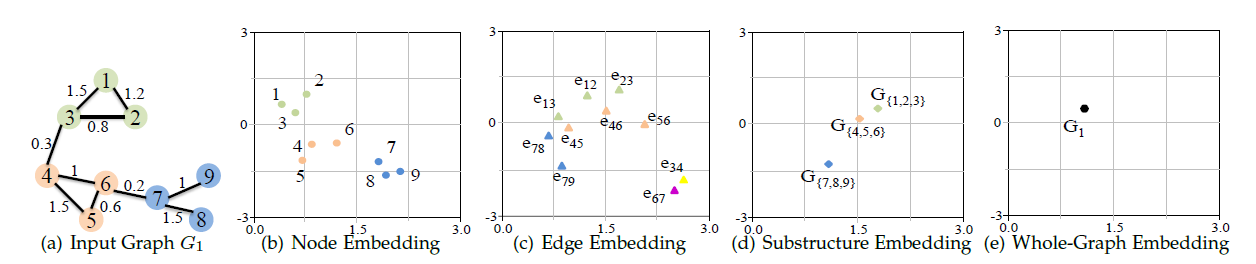 1
1.5
1.2
3
2
0.8
0.3
4
1
6
0.2
1
9
7
1.5
0.6
5
1.5
8
(a) Input Graph G₁
3
0
-3
0.0
1.5
3.0
1
2
3
4
6
5
7
8
9
(b) Node Embedding
3
0
-3
0.0
1.5
3.0
e₁₂
e₂₃
e₁₃
e₄₆
e₅₆
e₇₈
e₄₅
e₇₉
e₃₄
e₆₇
(c) Edge Embedding
3
0
-3
0.0
1.5
3.0
G{1,2,3}
G{4,5,6}
G{7,8,9}
(d) Substructure Embedding
3
0
-3
0.0
1.5
3.0
G₁
(e) Whole-Graph Embedding